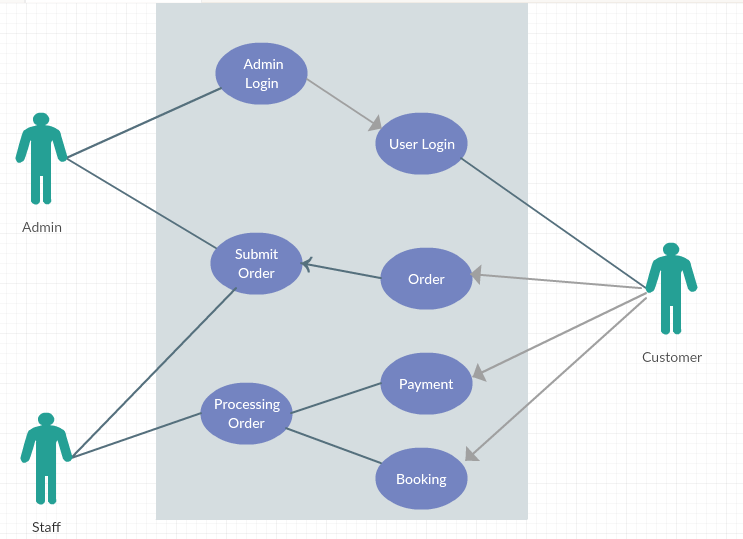 Admin
Login
User Login
Admin
Submit
Order
Order
Customer
Payment
Processing
Order
Booking
Staff